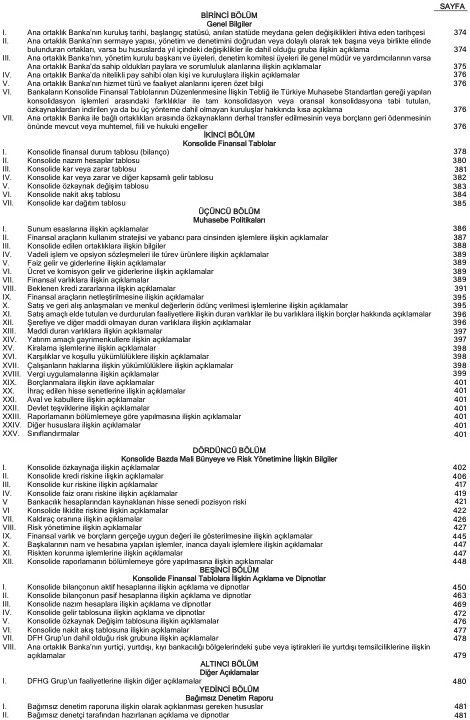 SAYFA
BİRİNCİ BÖLÜM
Genel Bilgiler
I. Ana ortaklık Banka'nın kuruluş tarihi, başlangıç statüsü, anılan statüde meydana gelen değişiklikleri ihtiva eden tarihçesi 374
II. Ana ortaklık Banka'nın sermaye yapısı, yönetim ve denetimini doğrudan veya dolaylı olarak tek başına veya birlikte elinde
bulunduran ortakları, varsa bu hususlarda yıl içindeki değişiklikler ile dahil olduğu gruba ilişkin açıklama 374
III. Ana ortaklık Banka'nın, yönetim kurulu başkan ve üyeleri, denetim komitesi üyeleri ile genel müdür ve yardımcılarının varsa
Ana ortaklık Banka'da sahip oldukları paylara ve sorumluluk alanlarına ilişkin açıklamalar 375
IV. Ana ortaklık Banka'da nitelikli pay sahibi olan kişi ve kuruluşlara ilişkin açıklamalar 376
V. Ana ortaklık Banka'nın hizmet türü ve faaliyet alanlarını içeren özet bilgi 376
VI. Bankaların Konsolide Finansal Tablolarının Düzenlenmesine İlişkin Tebliğ ile Türkiye Muhasebe Standartları gereği yapılan
konsolidasyon işlemleri arasındaki farklılıklar ile tam konsolidasyon veya oransal konsolidasyona tabi tutulan,
özkaynaklardan indirilen ya da bu üç yönteme dahil olmayan kuruluşlar hakkında kısa açıklama 376
VII. Ana ortaklık Banka ile bağlı ortaklıkları arasında özkaynakların derhal transfer edilmesinin veya borçların geri ödenmesinin
önünde mevcut veya muhtemel, fiili ve hukuki engeller 376
İKİNCİ BÖLÜM
Konsolide Finansal Tablolar
I. Konsolide finansal durum tablosu (bilanço) 378
II. Konsolide nazım hesaplar tablosu 380
III. Konsolide kar veya zarar tablosu 381
IV. Konsolide kar veya zarar ve diğer kapsamlı gelir tablosu 382
V. Konsolide özkaynak değişim tablosu 383
VI. Konsolide nakit akış tablosu 384
VII. Konsolide kar dağıtım tablosu 385
ÜÇÜNCÜ BÖLÜM
Muhasebe Politikaları
I. Sunum esaslarına ilişkin açıklamalar 386
II. Finansal araçların kullanım stratejisi ve yabancı para cinsinden işlemlere ilişkin açıklamalar 387
III. Konsolide edilen ortaklıklara ilişkin bilgiler 388
IV. Vadeli işlem ve opsiyon sözleşmeleri ile türev ürünlere ilişkin açıklamalar 389
V. Faiz gelir ve giderlerine ilişkin açıklamalar 389
VI. Ücret ve komisyon gelir ve giderlerine ilişkin açıklamalar 389
VII. Finansal varlıklara ilişkin açıklamalar 389
VIII. Beklenen kredi zararlarına ilişkin açıklamalar 391
IX. Finansal araçların netleştirilmesine ilişkin açıklamalar 395
X. Satış ve geri alış anlaşmaları ve menkul değerlerin ödünç verilmesi işlemlerine ilişkin açıklamalar 395
XI. Satış amaçlı elde tutulan ve durdurulan faaliyetlere ilişkin duran varlıklar ile bu varlıklara ilişkin borçlar hakkında açıklamalar 396
XII. Şerefiye ve diğer maddi olmayan duran varlıklara ilişkin açıklamalar 396
XIII. Maddi duran varlıklara ilişkin açıklamalar 397
XIV. Yatırım amaçlı gayrimenkullere ilişkin açıklamalar 397
XV. Kiralama işlemlerine ilişkin açıklamalar 398
XVI. Karşılıklar ve koşullu yükümlülüklere ilişkin açıklamalar 398
XVII. Çalışanların haklarına ilişkin yükümlülüklere ilişkin açıklamalar 398
XVIII. Vergi uygulamalarına ilişkin açıklamalar 399
XIX. Borçlanmalara ilişkin ilave açıklamalar 401
XX. İhraç edilen hisse senetlerine ilişkin açıklamalar 401
XXI. Aval ve kabullere ilişkin açıklamalar 401
XXII. Devlet teşviklerine ilişkin açıklamalar 401
XXIII. Raporlamanın bölümlemeye göre yapılmasına ilişkin açıklamalar 401
XXIV. Diğer hususlara ilişkin açıklamalar 401
XXV. Sınıflandırmalar 401
DÖRDÜNCÜ BÖLÜM
Konsolide Bazda Mali Bünyeye ve Risk Yönetimine İlişkin Bilgiler
I. Konsolide özkaynağa ilişkin açıklamalar 402
II. Konsolide kredi riskine ilişkin açıklamalar 406
III. Konsolide kur riskine ilişkin açıklamalar 417
IV. Konsolide faiz oranı riskine ilişkin açıklamalar 419
V Bankacılık hesaplarından kaynaklanan hisse senedi pozisyon riski 421
VI Konsolide likidite riskine ilişkin açıklamalar 422
VII. Kaldıraç oranına ilişkin açıklamalar 426
VIII. Risk yönetimine ilişkin açıklamalar 427
IX. Finansal varlık ve borçların gerçeğe uygun değeri ile gösterilmesine ilişkin açıklamalar 445
X. Başkalarının nam ve hesabına yapılan işlemler, inanca dayalı işlemlere ilişkin açıklamalar 447
XI. Riskten korunma işlemlerine ilişkin açıklamalar 447
XII. Konsolide raporlamanın bölümlemeye göre yapılmasına ilişkin açıklamalar 448
BEŞİNCİ BÖLÜM
Konsolide Finansal Tablolara İlişkin Açıklama ve Dipnotlar
I. Konsolide bilançonun aktif hesaplarına ilişkin açıklama ve dipnotlar 450
II. Konsolide bilançonun pasif hesaplarına ilişkin açıklama ve dipnotlar 463
III. Konsolide nazım hesaplara ilişkin açıklama ve dipnotlar 469
IV. Konsolide gelir tablosuna ilişkin açıklama ve dipnotlar 472
V. Konsolide özkaynak Değişim tablosuna ilişkin açıklamalar 476
VI. Konsolide nakit akış tablosuna ilişkin açıklamalar 477
VII. DFH Grup'un dahil olduğu risk grubuna ilişkin açıklamalar 478
VIII. Ana ortaklık Banka'nın yurtiçi, yurtdışı, kıyı bankacılığı bölgelerindeki şube veya iştirakleri ile yurtdışı temsilciliklerine ilişkin
açıklamalar 479
ALTINCI BÖLÜM
Diğer Açıklamalar
I. DFHG Grup'un faaliyetlerine ilişkin diğer açıklamalar 480
YEDİNCİ BÖLÜM
Bağımsız Denetim Raporu
I. Bağımsız denetim raporuna ilişkin olarak açıklanması gereken hususlar 481
II. Bağımsız denetçi tarafından hazırlanan açıklama ve dipnotlar 481